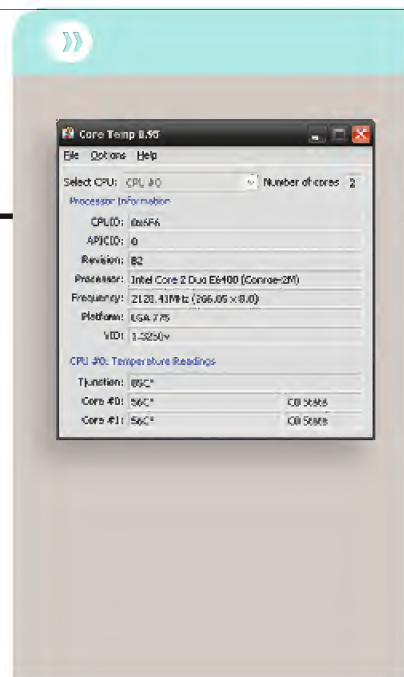 Core Temp 0.95
File Options Help
Select CPU: CPU #0 Number of cores 2
Processor Information
CPUID: 0x6F6
APICID: 0
Revision: B2
Processor: Intel Core 2 Duo E6400 (Conroe-2M)
Frequency: 2128.41MHz (266.05 x 8.0)
Platform: LGA 775
VID: 1.3250v
CPU #0: Temperature Readings
Tjunction: 85C°
Core #0: 56C° C0 State
Core #1: 56C° C0 State